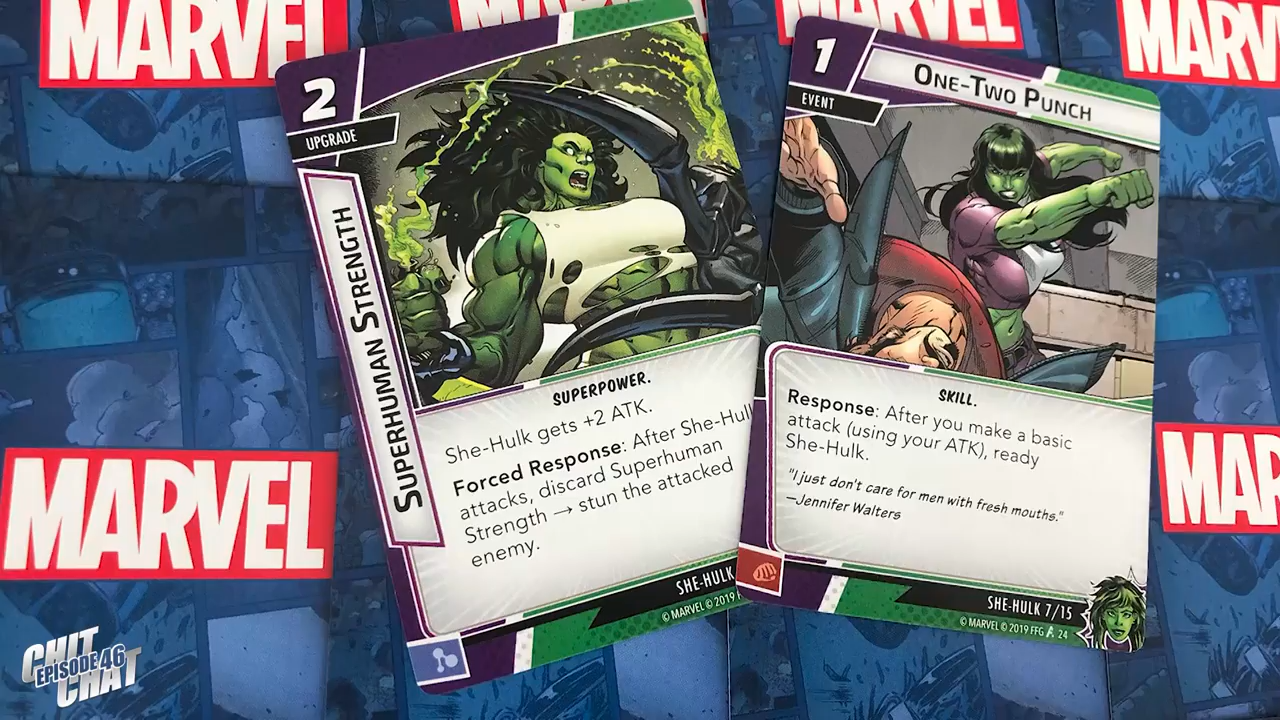 MARVEL
MARVEL
MARVEL
MARVEL
2
UPGRADE
SUPERHUMAN STRENGTH
SUPERPOWER.
She-Hulk gets +2 ATK.
Forced Response: After She-Hul
attacks, discard Superhuman
Strength → stun the attacked
enemy.
SHE-HULK
© MARVEL © 2019 F
1
EVENT
ONE-TWO PUNCH
SKILL.
Response: After you make a basic
attack (using your ATK), ready
She-Hulk.
"I just don't care for men with fresh mouths."
—Jennifer Walters
SHE-HULK 7/15
© MARVEL © 2019 FFG 24
MARVEL
MAR
CHIT
EPISODE 46
CHAT